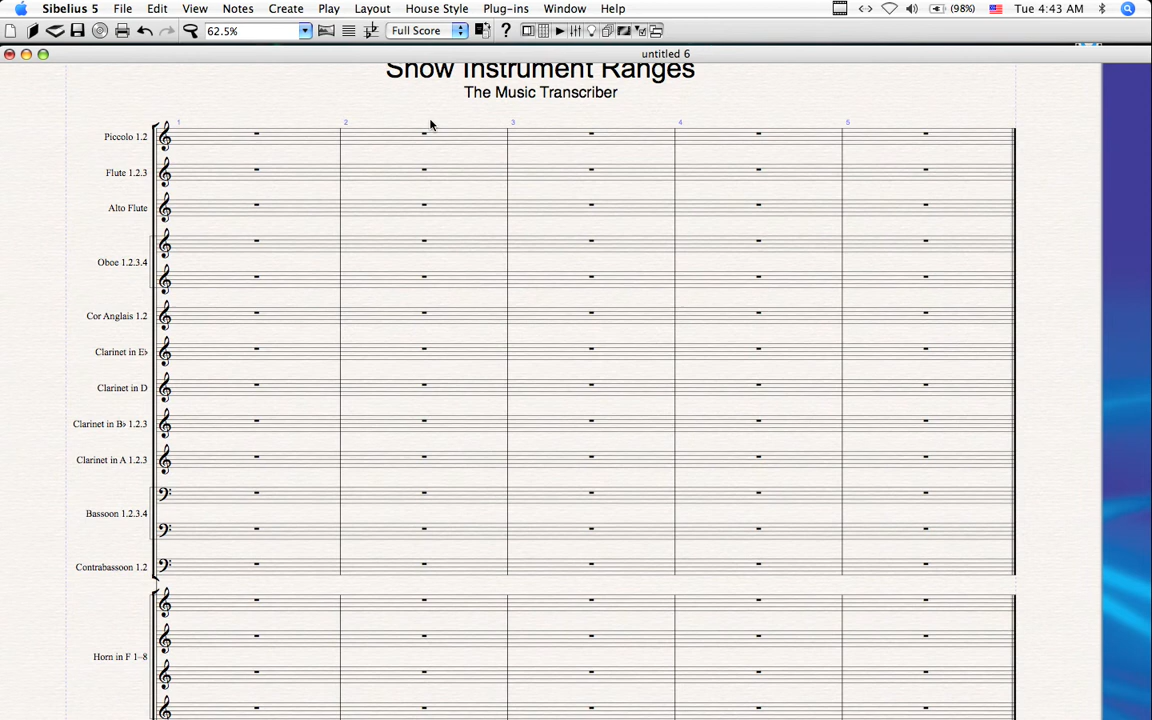 Sibelius 5 File Edit View Notes Create Play Layout House Style Plug-ins Window Help (98%) Tue 4:43 AM
62.5% Full Score ?
untitled 6
Show Instrument Ranges
The Music Transcriber
1 2 3 4 5
Piccolo 1.2
Flute 1.2.3
Alto Flute
Oboe 1.2.3.4
Cor Anglais 1.2
Clarinet in E♭
Clarinet in D
Clarinet in B♭ 1.2.3
Clarinet in A 1.2.3
Bassoon 1.2.3.4
Contrabassoon 1.2
Horn in F 1–8